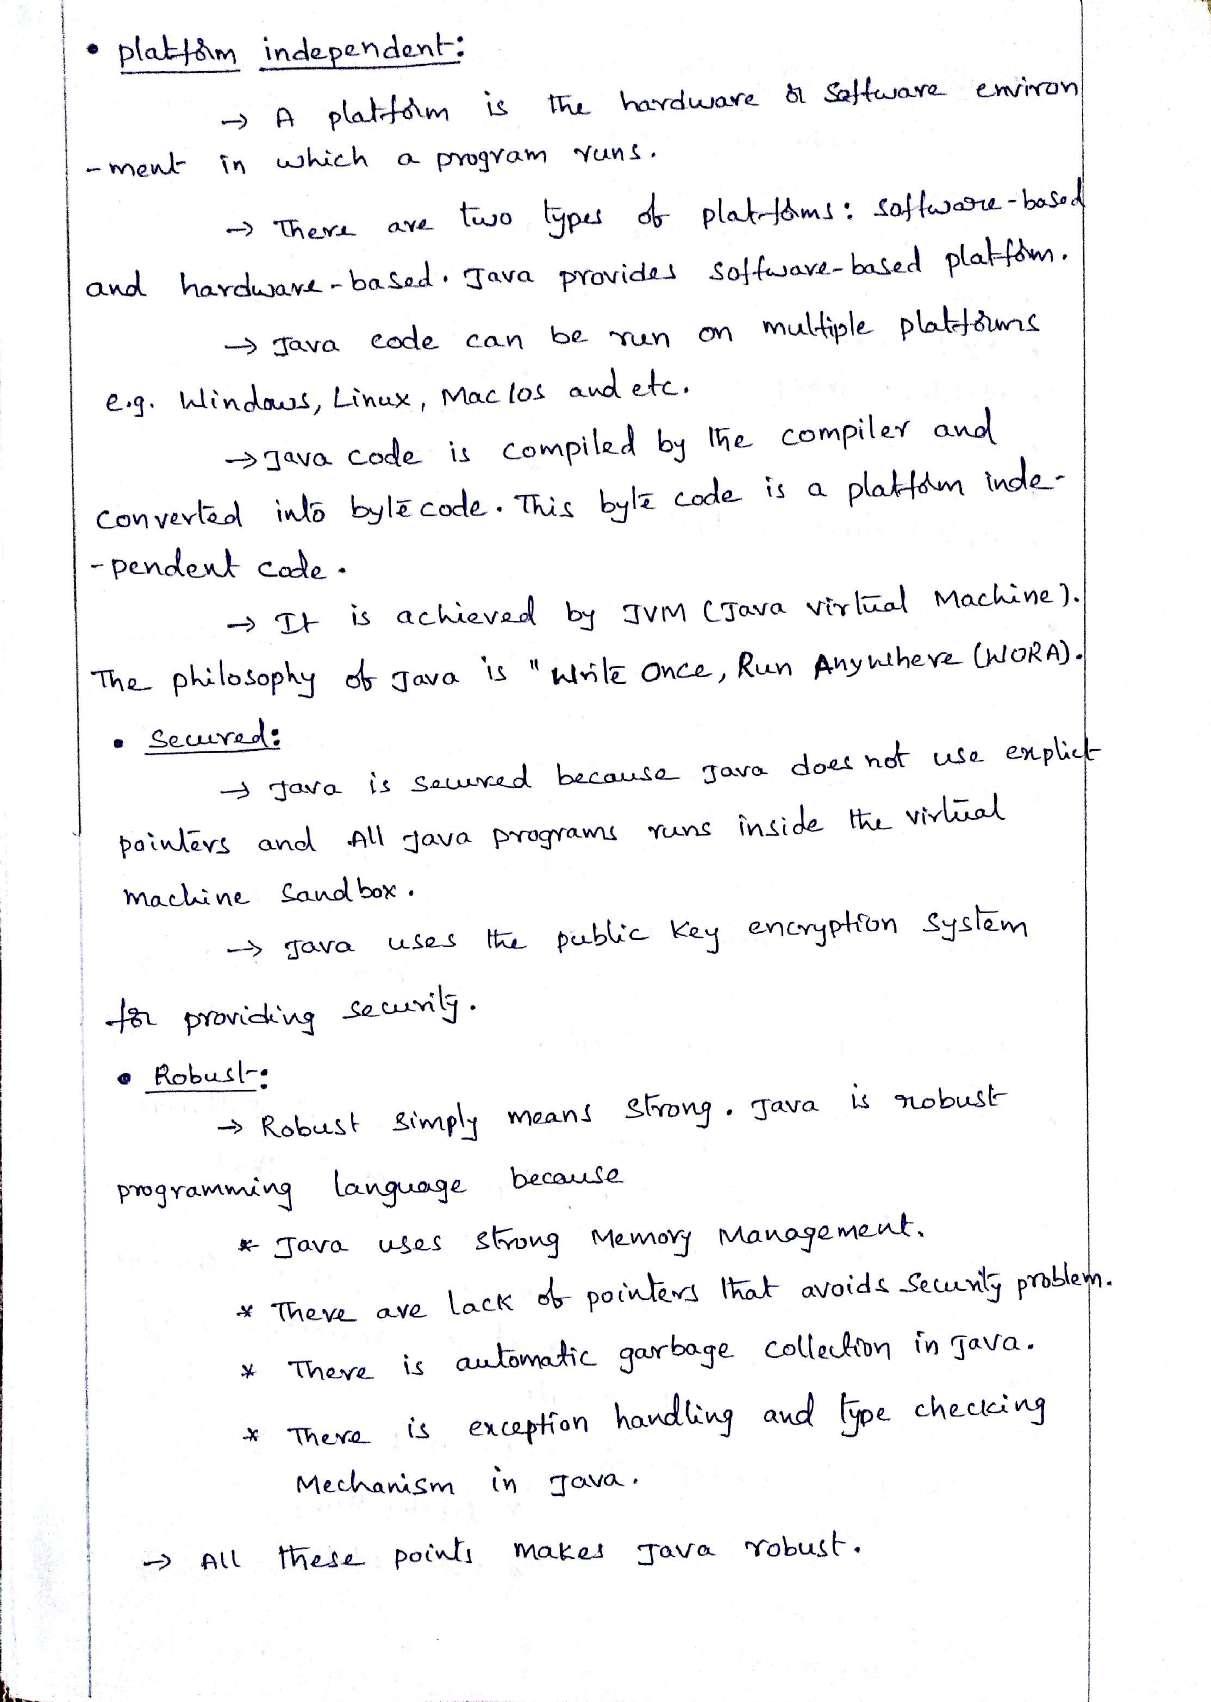 • platform independent:
→ A platform is the hardware or Software environ
-ment in which a program runs.
→ There are two types of platforms: software-based
and hardware-based. Java provides software-based platform.
→ Java code can be run on multiple platforms
e.g. Windows, Linux, Mac/os and etc.
→ Java code is compiled by the compiler and
converted into byte code. This byte code is a platform inde-
-pendent code.
→ It is achieved by JVM (Java virtual Machine).
The philosophy of Java is " Write Once, Run Anywhere (WORA).
• Secured:
→ Java is secured because Java does not use explict
pointers and All Java programs runs inside the virtual
machine Sandbox.
→ Java uses the public key encryption system
for providing security.
• Robust:
→ Robust simply means strong. Java is robust
programming language because
* Java uses strong Memory Management.
* There are lack of pointers that avoids Security problem.
* There is automatic garbage collection in Java.
* There is exception handling and type checking
Mechanism in Java.
→ All these points makes Java robust.